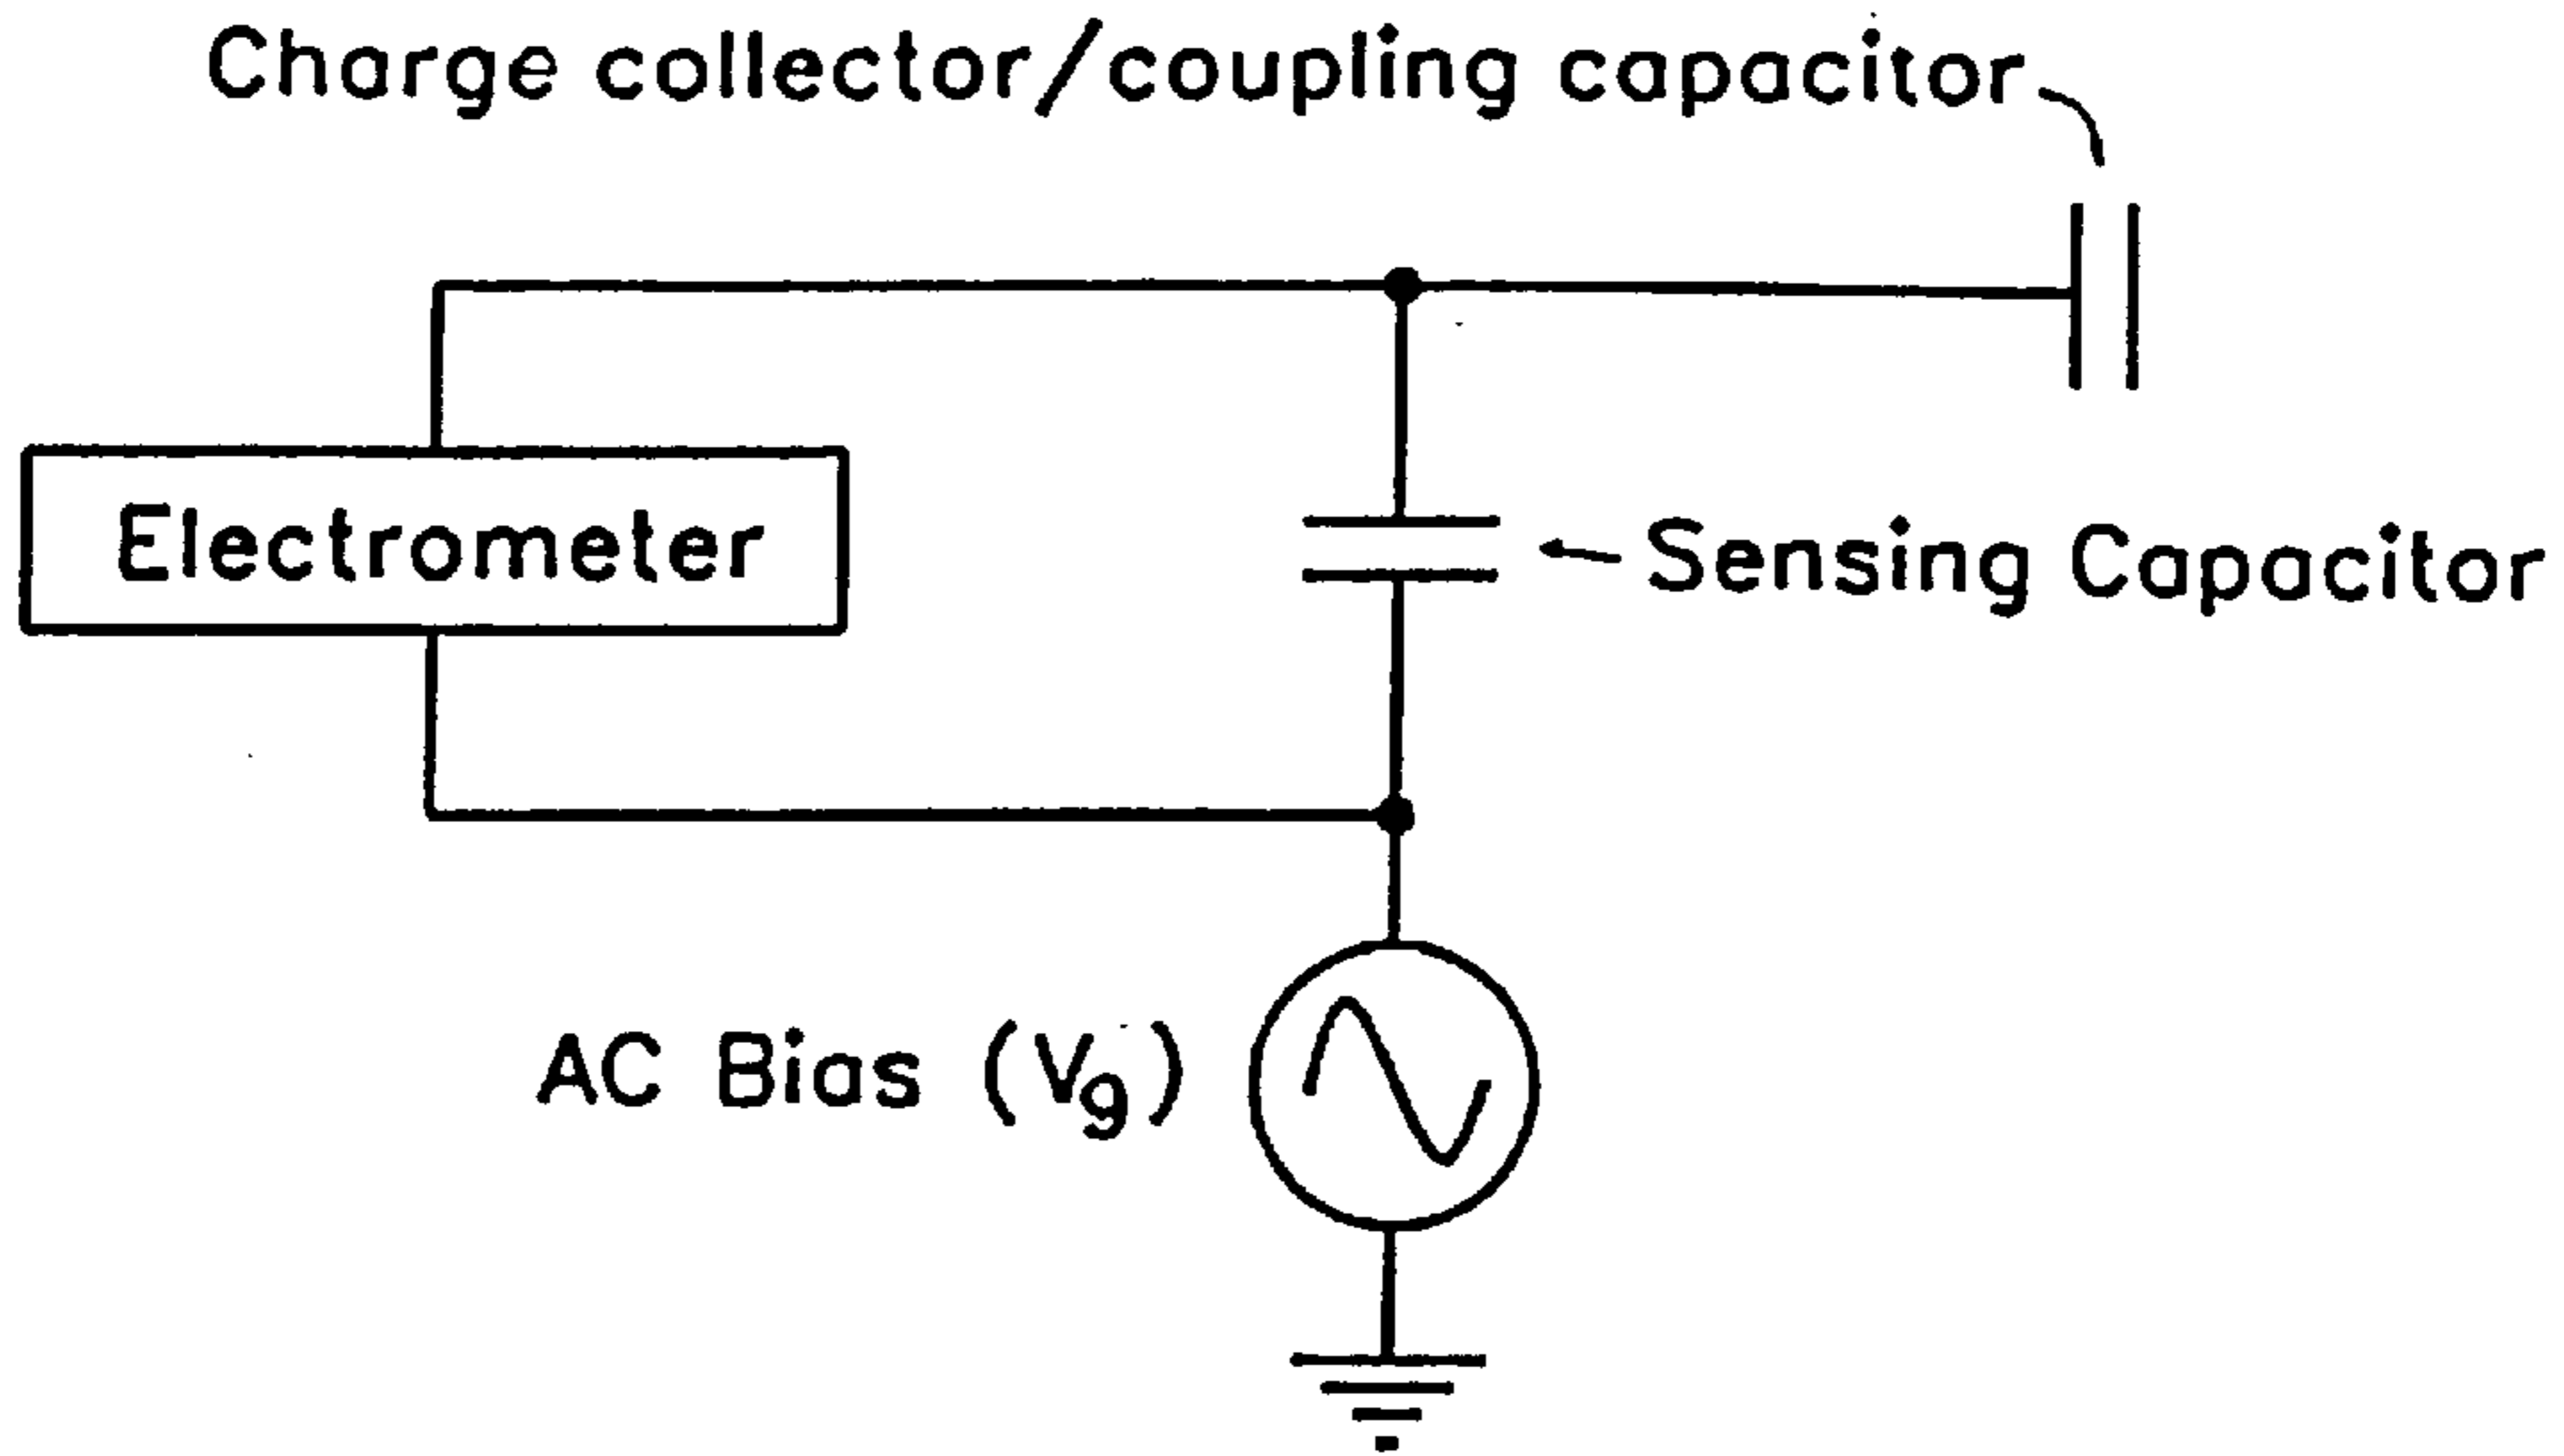 Charge collector/coupling capacitor
Electrometer
Sensing Capacitor
AC Bias (Vg)